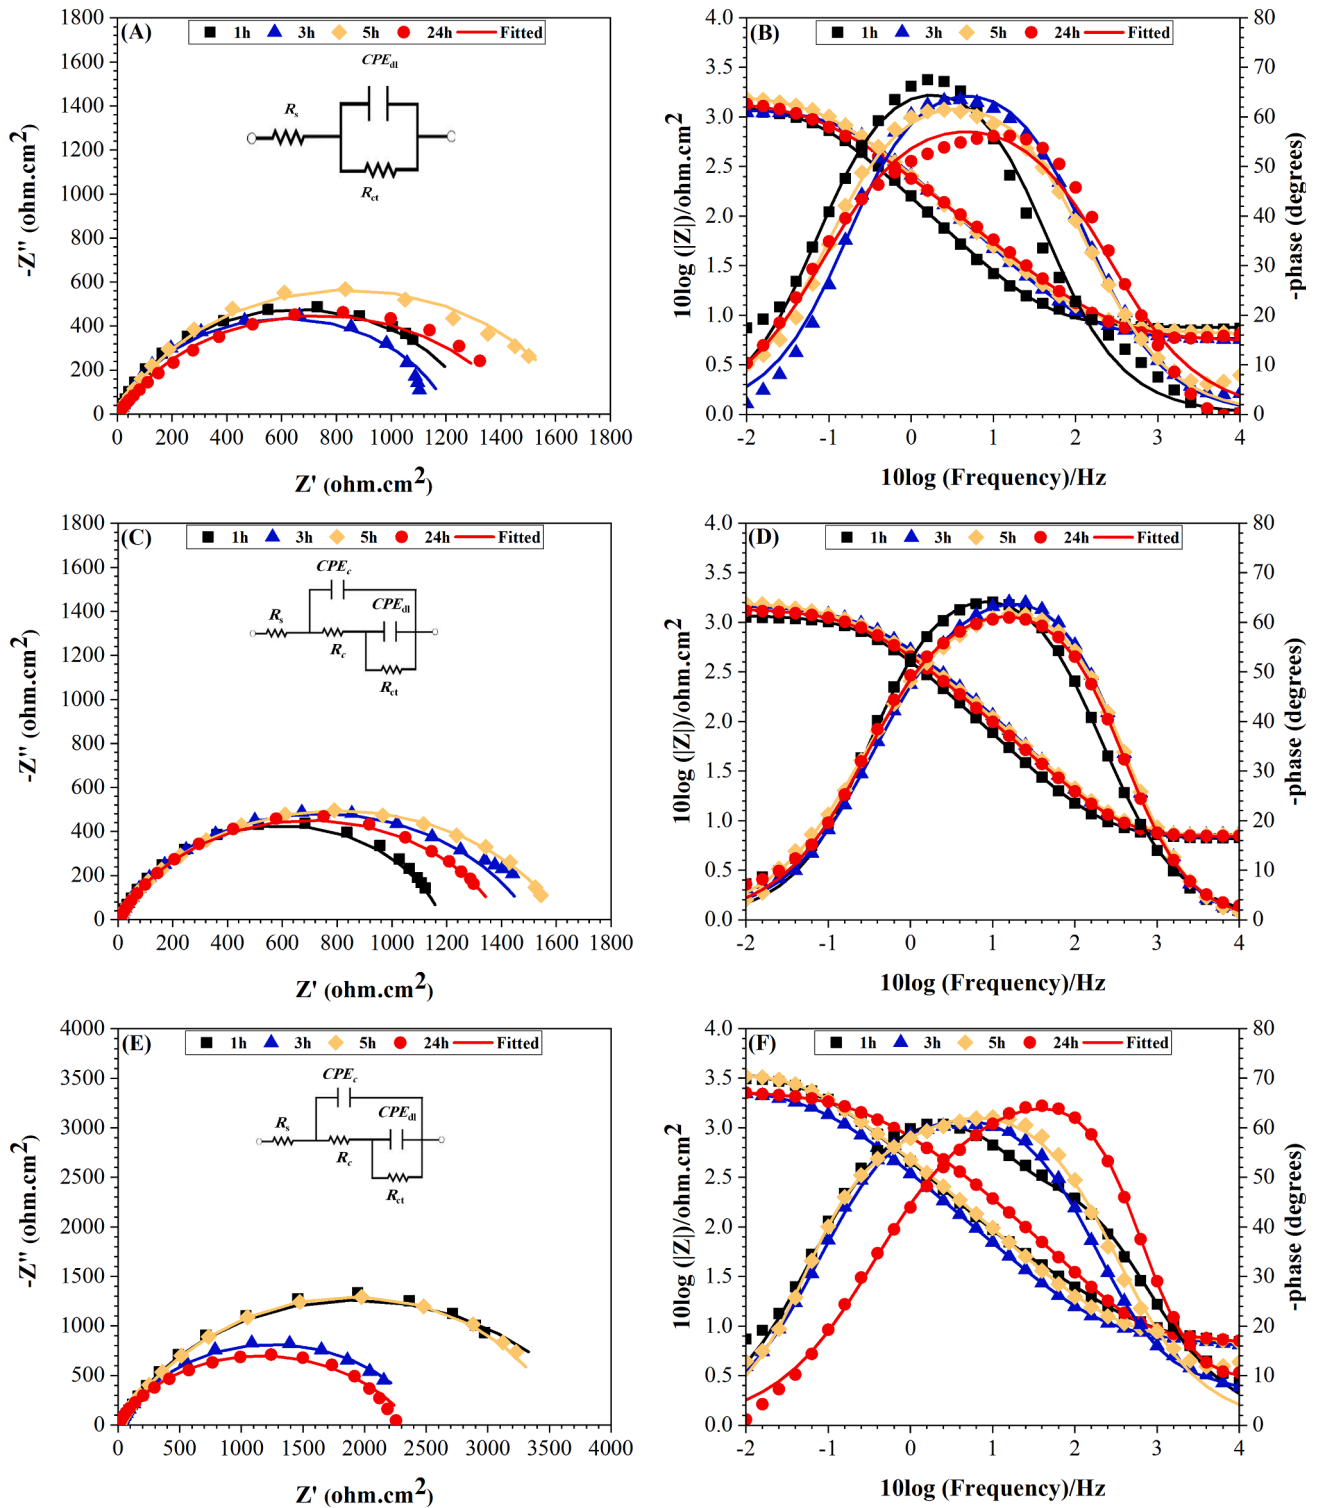 (A) 1h 3h 5h 24h Fitted
CPEdl
Rs
Rct
1800
1600
1400
1200
1000
800
600
400
200
0
0 200 400 600 800 1000 1200 1400 1600 1800
-Z'' (ohm.cm2)
Z' (ohm.cm2)
(B) 1h 3h 5h 24h Fitted
4.0
3.5
3.0
2.5
2.0
1.5
1.0
0.5
0.0
-2 -1 0 1 2 3 4
80
70
60
50
40
30
20
10
0
10log (|Z|)/ohm.cm2
-phase (degrees)
10log (Frequency)/Hz
(C) 1h 3h 5h 24h Fitted
CPEc
CPEdl
Rs
Rc
Rct
1800
1600
1400
1200
1000
800
600
400
200
0
0 200 400 600 800 1000 1200 1400 1600 1800
-Z'' (ohm.cm2)
Z' (ohm.cm2)
(D) 1h 3h 5h 24h Fitted
4.0
3.5
3.0
2.5
2.0
1.5
1.0
0.5
0.0
-2 -1 0 1 2 3 4
80
70
60
50
40
30
20
10
0
10log (|Z|)/ohm.cm2
-phase (degrees)
10log (Frequency)/Hz
(E) 1h 3h 5h 24h Fitted
CPEc
CPEdl
Rs
Rc
Rct
4000
3500
3000
2500
2000
1500
1000
500
0
0 500 1000 1500 2000 2500 3000 3500 4000
-Z'' (ohm.cm2)
Z' (ohm.cm2)
(F) 1h 3h 5h 24h Fitted
4.0
3.5
3.0
2.5
2.0
1.5
1.0
0.5
0.0
-2 -1 0 1 2 3 4
80
70
60
50
40
30
20
10
0
10log (|Z|)/ohm.cm2
-phase (degrees)
10log (Frequency)/Hz